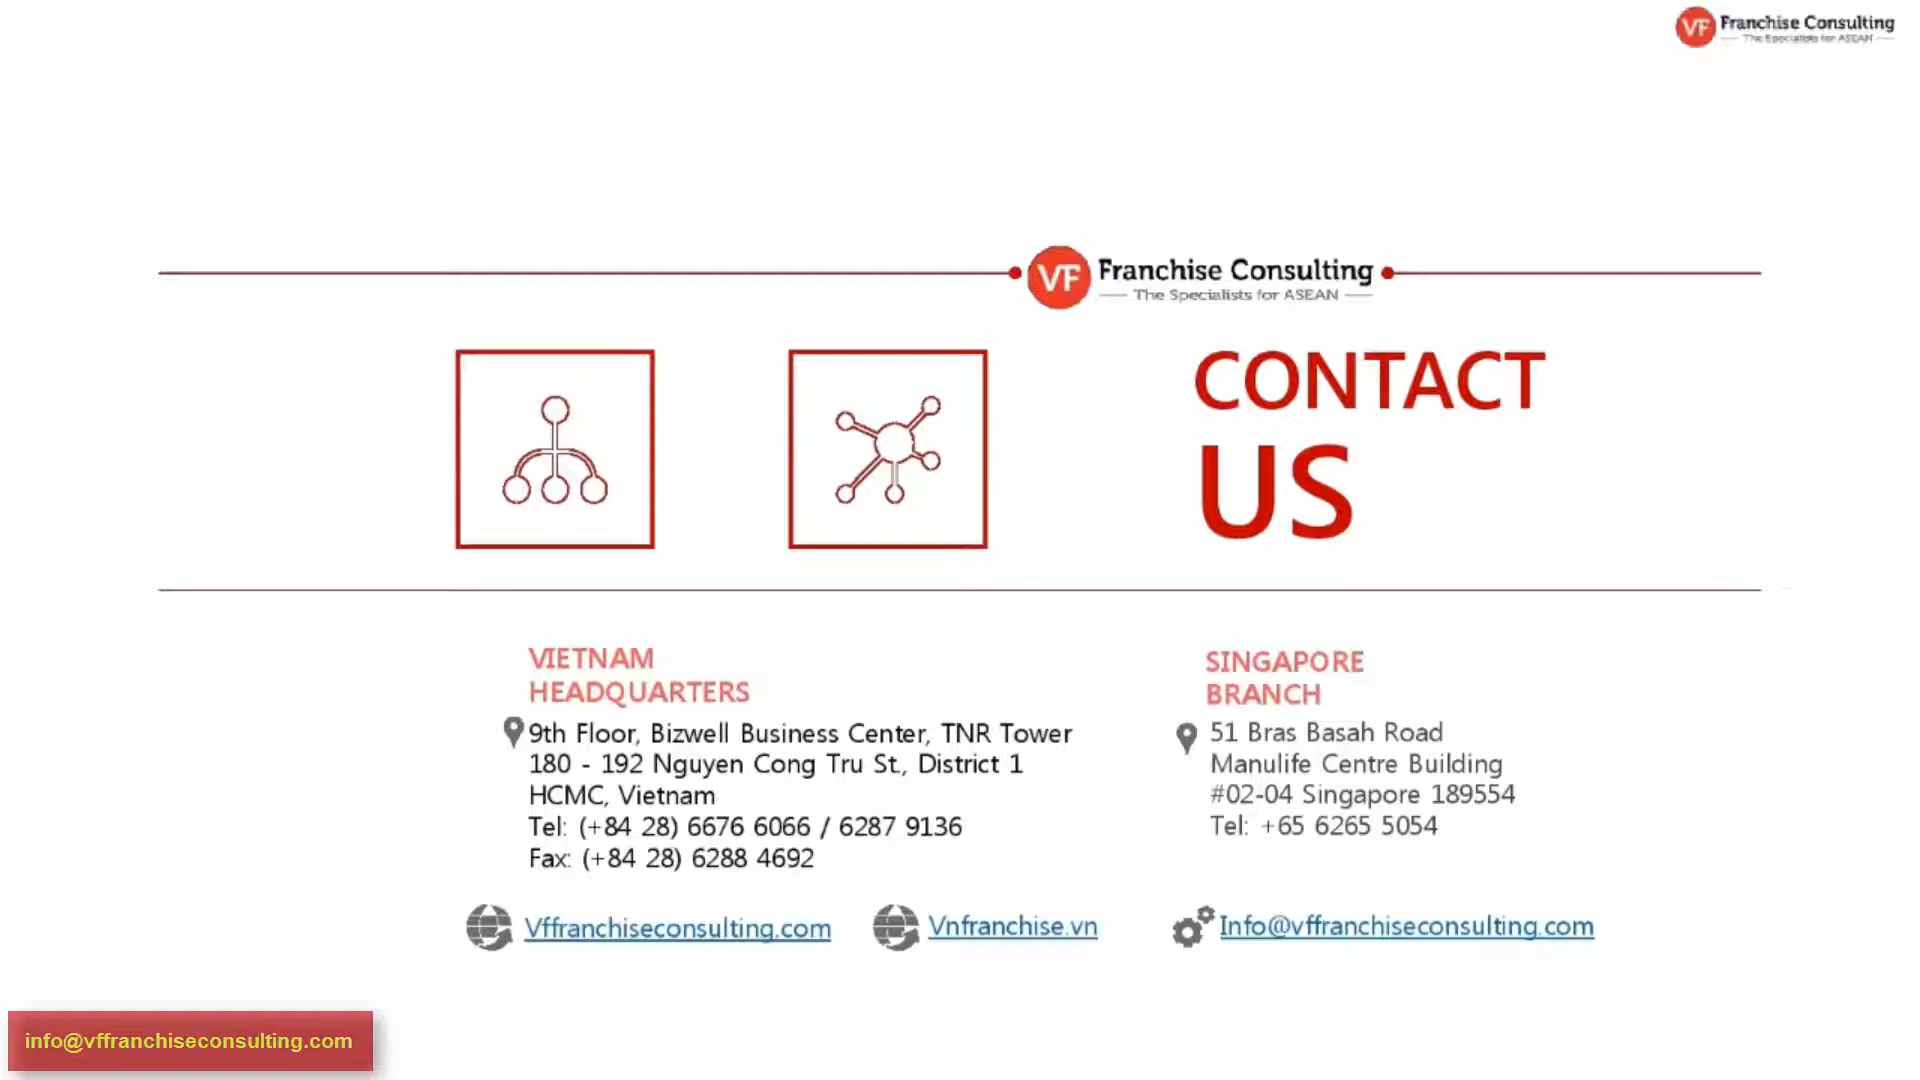 VF Franchise Consulting
The Specialists for ASEAN
VF Franchise Consulting
The Specialists for ASEAN
CONTACT
US
VIETNAM
HEADQUARTERS
9th Floor, Bizwell Business Center, TNR Tower
180 - 192 Nguyen Cong Tru St., District 1
HCMC, Vietnam
Tel: (+84 28) 6676 6066 / 6287 9136
Fax: (+84 28) 6288 4692
SINGAPORE
BRANCH
51 Bras Basah Road
Manulife Centre Building
#02-04 Singapore 189554
Tel: +65 6265 5054
Vffranchiseconsulting.com
Vnfranchise.vn
Info@vffranchiseconsulting.com
info@vffranchiseconsulting.com